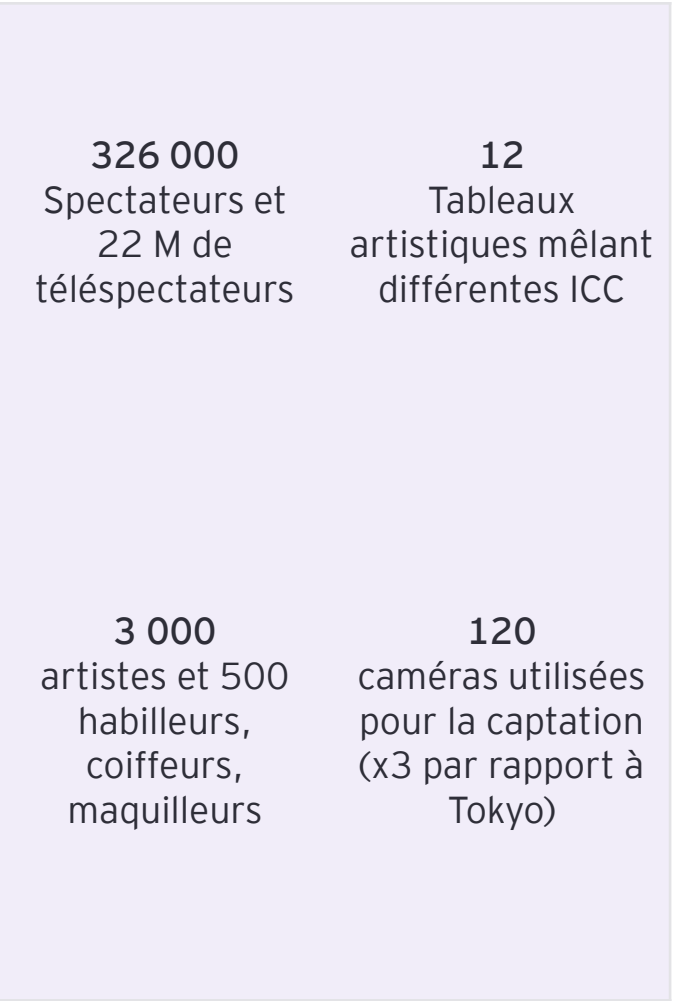 326 000
Spectateurs et
22 M de
téléspectateurs
12
Tableaux
artistiques mêlant
différentes ICC
3 000
artistes et 500
habilleurs,
coiffeurs,
maquilleurs
120
caméras utilisées
pour la captation
(x3 par rapport à
Tokyo)